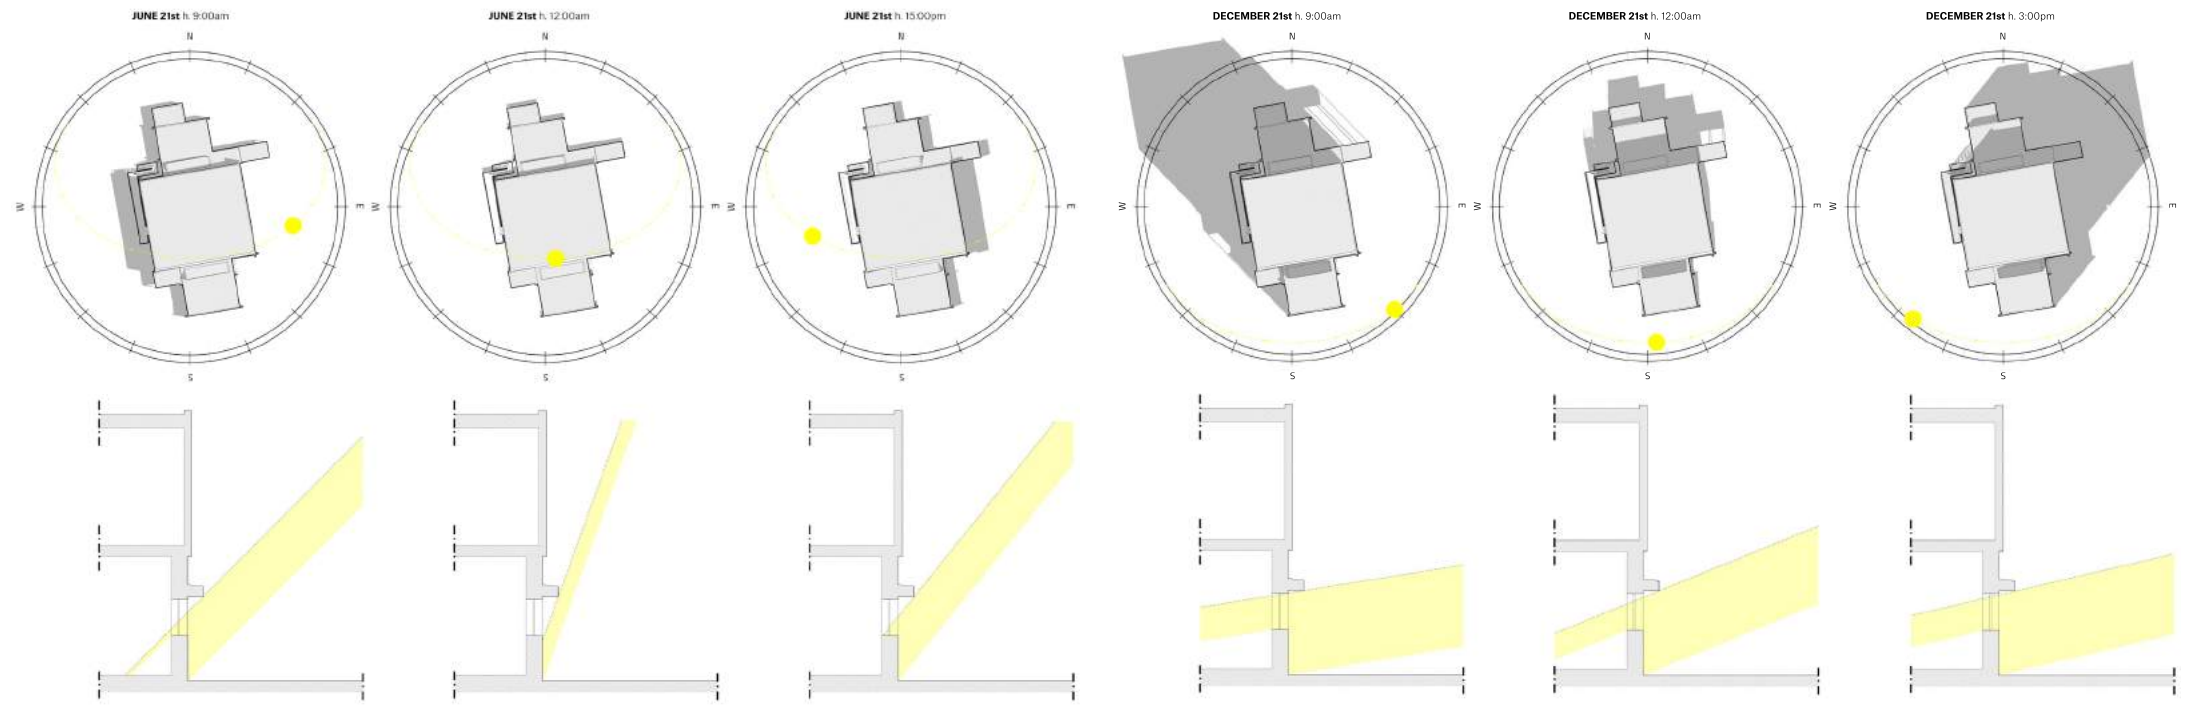 JUNE 21st h. 9:00am
JUNE 21st h. 12:00am
JUNE 21st h. 15:00pm
DECEMBER 21st h. 9:00am
DECEMBER 21st h. 12:00am
DECEMBER 21st h. 3:00pm
N
N
N
N
N
N
W
E
W
E
W
E
W
E
W
E
W
E
S
S
S
S
S
S